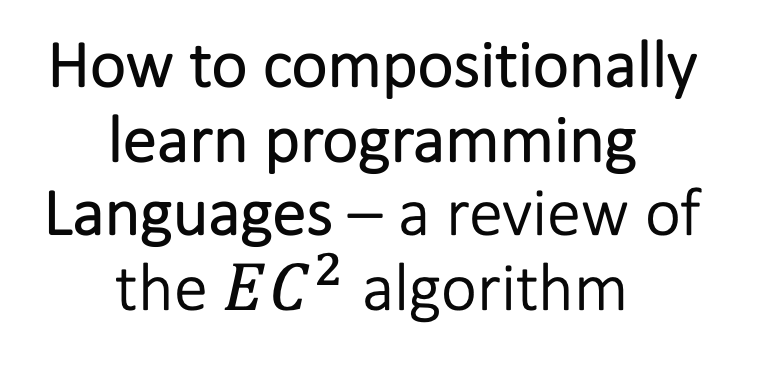 How to compositionally
learn programming
Languages – a review of
the EC² algorithm